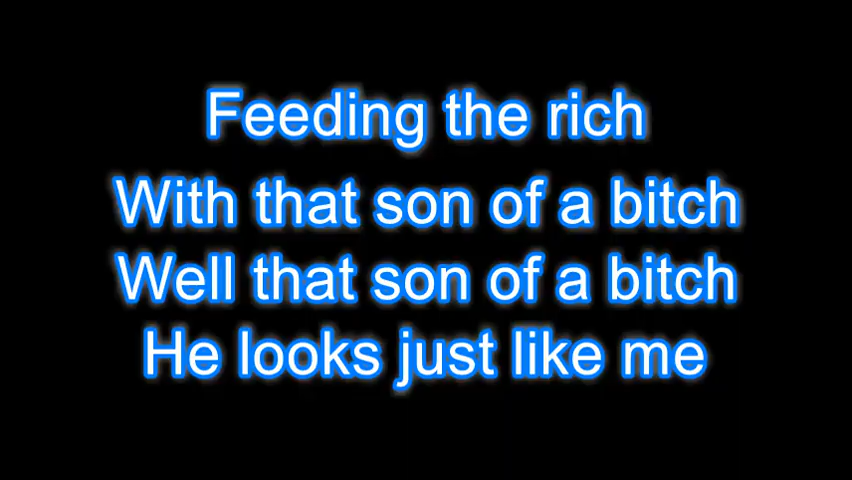 Feeding the rich
With that son of a bitch
Well that son of a bitch
He looks just like me